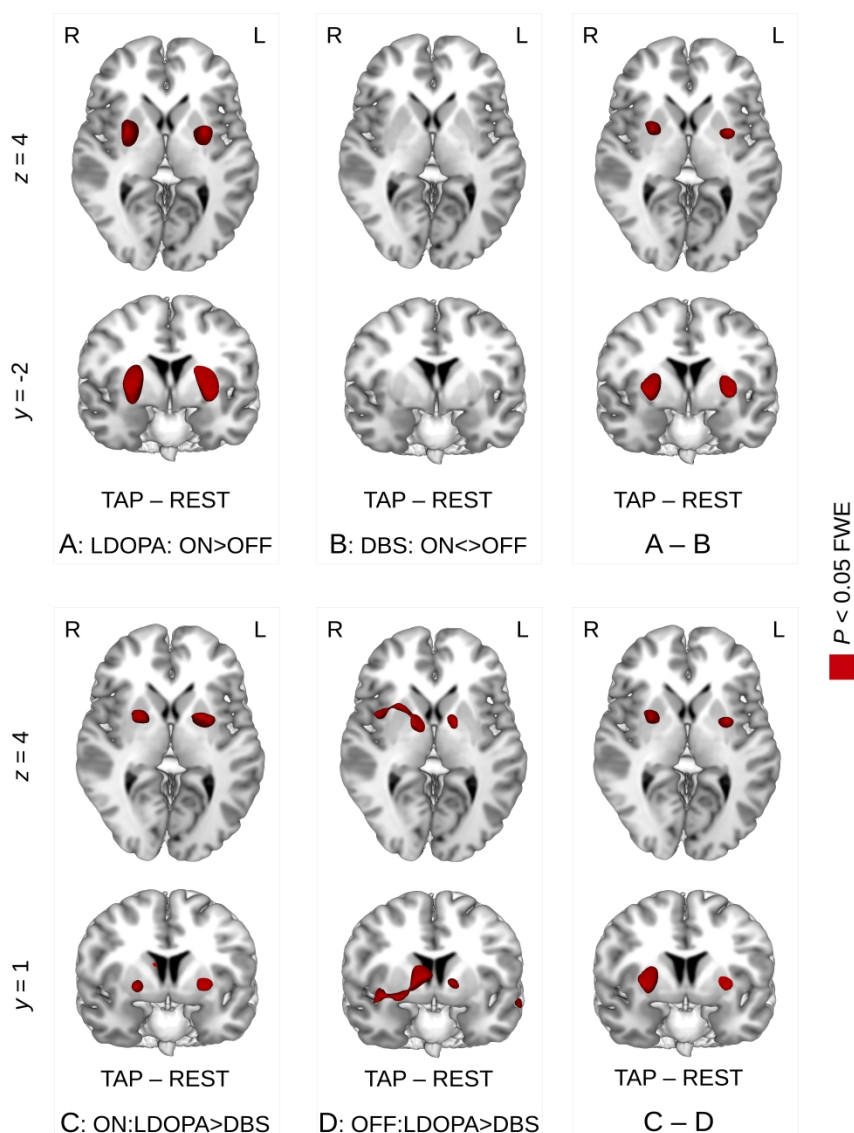 R L
R L
R L
z = 4
y = -2
TAP – REST
A: LDOPA: ON>OFF
TAP – REST
B: DBS: ON<>OFF
TAP – REST
A – B
P < 0.05 FWE
R L
R L
R L
z = 4
y = 1
TAP – REST
C: ON:LDOPA>DBS
TAP – REST
D: OFF:LDOPA>DBS
TAP – REST
C – D